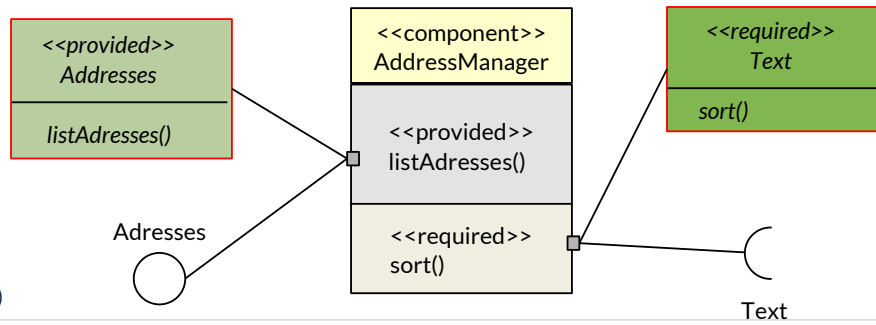 <<provided>>
Addresses
listAdresses()
<<component>>
AddressManager
<<provided>>
listAdresses()
<<required>>
sort()
<<required>>
Text
sort()
Adresses
Text